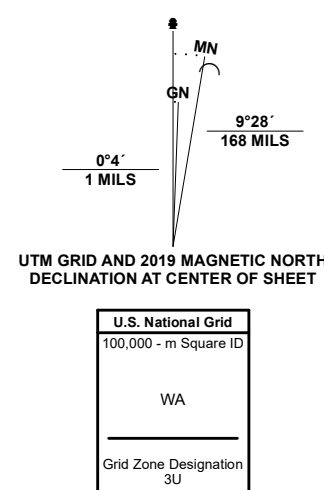 MN
GN
9°28´
168 MILS
0°4´
1 MILS
UTM GRID AND 2019 MAGNETIC NORTH
DECLINATION AT CENTER OF SHEET
U.S. National Grid
100,000 - m Square ID
WA
Grid Zone Designation
3U